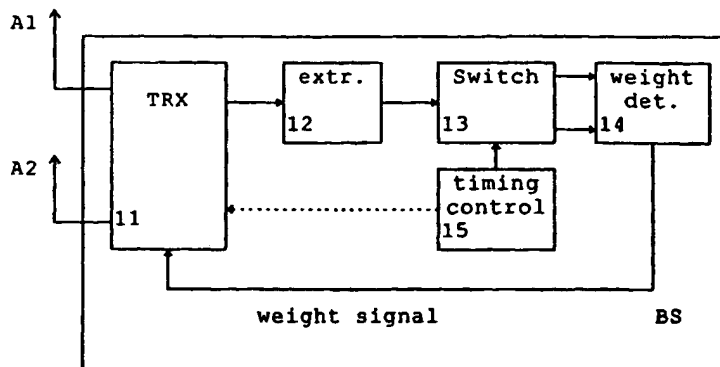 A1
TRX
extr.
12
Switch
13
weight
det.
14
A2
11
timing
control
15
weight signal
BS